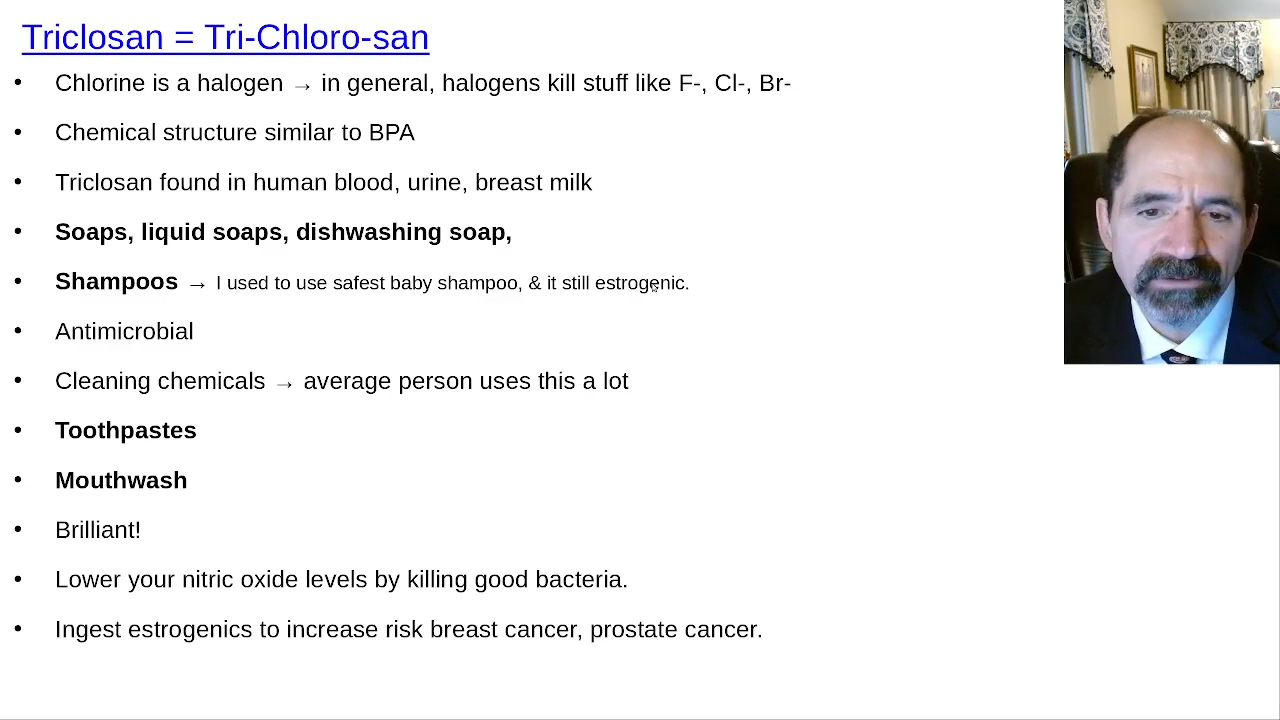 Triclosan = Tri-Chloro-san
• Chlorine is a halogen → in general, halogens kill stuff like F-, Cl-, Br-
• Chemical structure similar to BPA
• Triclosan found in human blood, urine, breast milk
• Soaps, liquid soaps, dishwashing soap,
• Shampoos → I used to use safest baby shampoo, & it still estrogenic.
• Antimicrobial
• Cleaning chemicals → average person uses this a lot
• Toothpastes
• Mouthwash
• Brilliant!
• Lower your nitric oxide levels by killing good bacteria.
• Ingest estrogenics to increase risk breast cancer, prostate cancer.